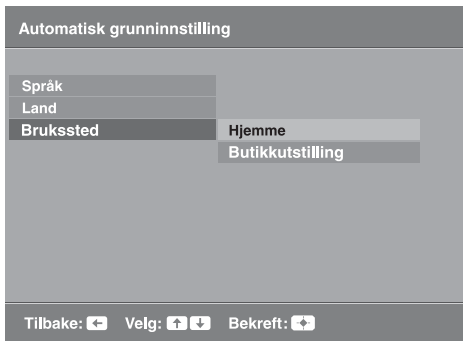 Automatisk grunninnstilling
Språk
Land
Brukssted Hjemme
Butikkutstilling
Tilbake: Velg: Bekreft: